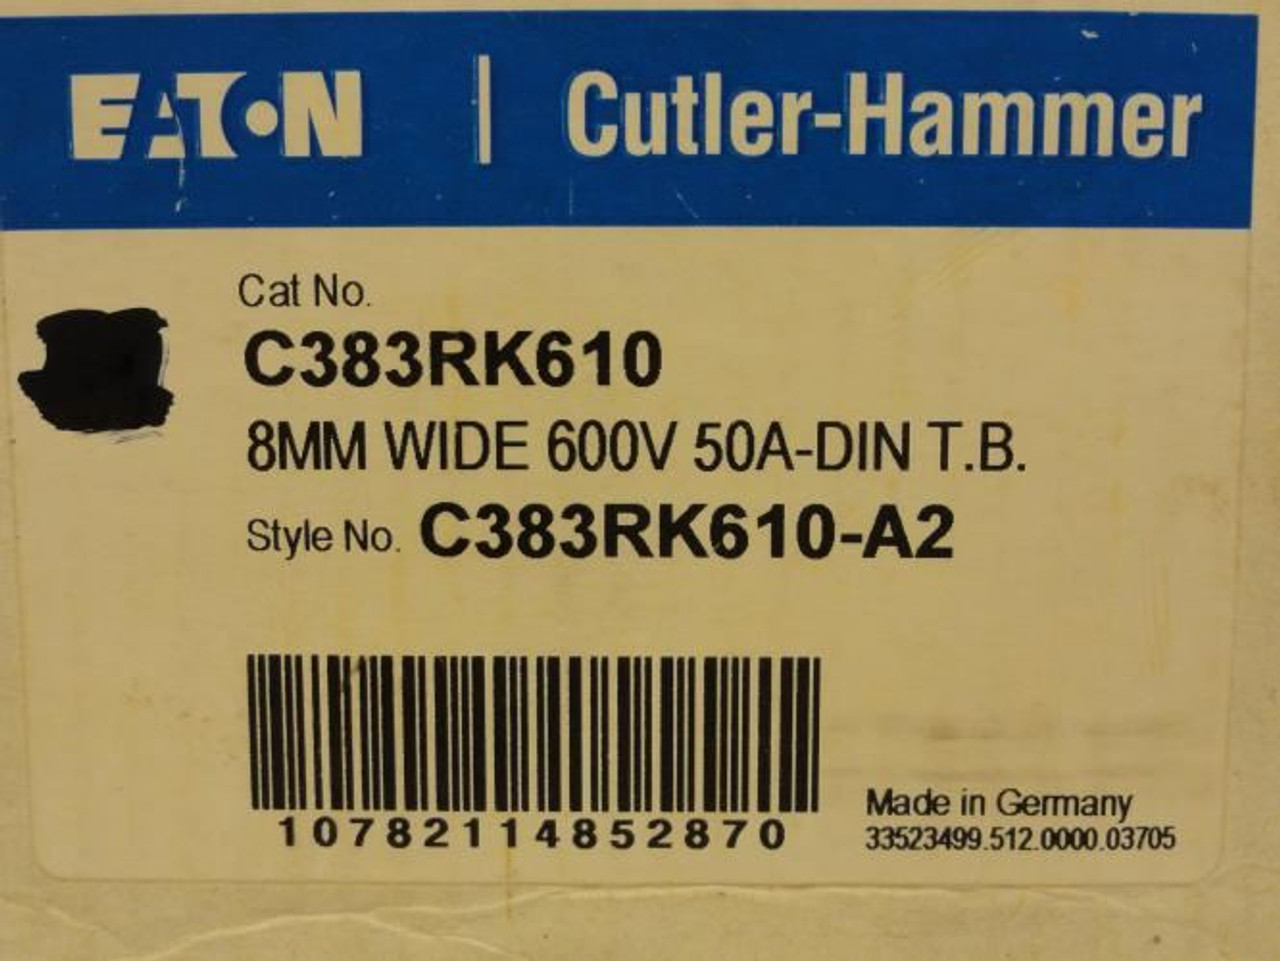 EATON | Cutler-Hammer
Cat No.
C383RK610
8MM WIDE 600V 50A-DIN T.B.
Style No. C383RK610-A2
10782114852870
Made in Germany
33523499.512.0000.03705